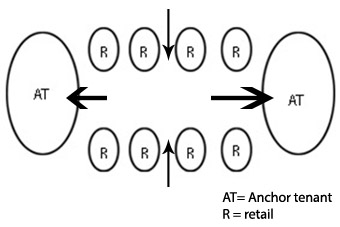 R R R R
AT AT
R R R R
AT= Anchor tenant
R = retail